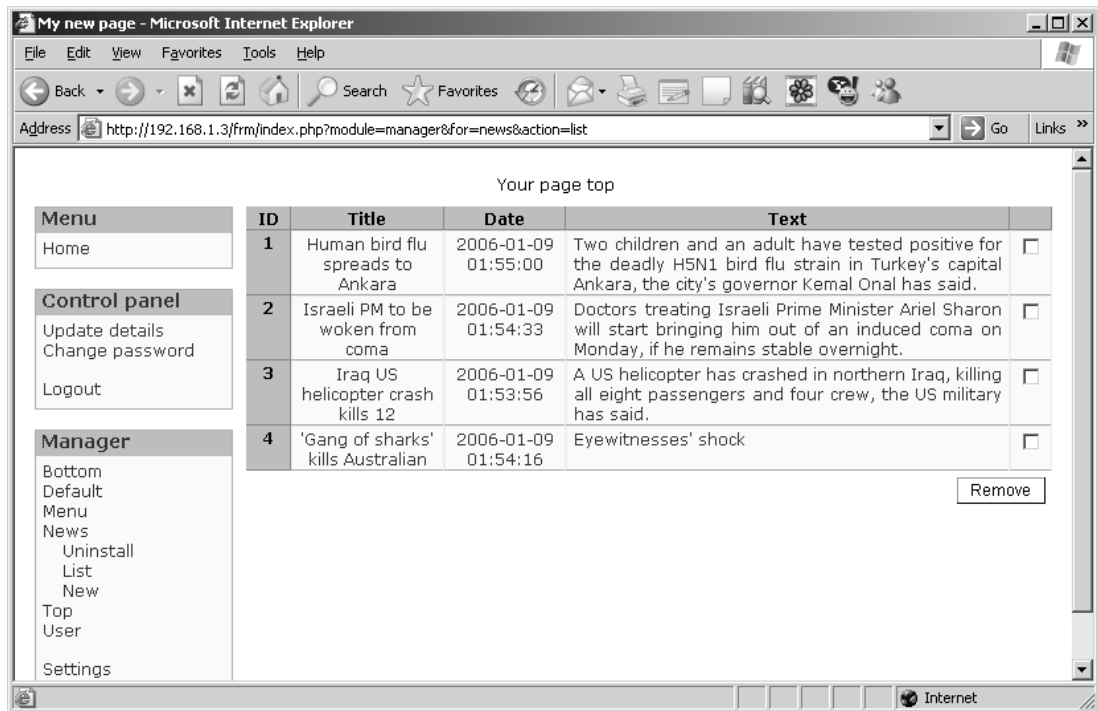 My new page - Microsoft Internet Explorer
File Edit View Favorites Tools Help
Back Search Favorites
Address http://192.168.1.3/frm/index.php?module=manager&for=news&action=list Go Links »
Your page top
Menu
Home
Control panel
Update details
Change password
Logout
Manager
Bottom
Default
Menu
News
Uninstall
List
New
Top
User
Settings
ID Title Date Text
1 Human bird flu 2006-01-09 Two children and an adult have tested positive for
spreads to 01:55:00 the deadly H5N1 bird flu strain in Turkey's capital
Ankara Ankara, the city's governor Kemal Onal has said.
2 Israeli PM to be 2006-01-09 Doctors treating Israeli Prime Minister Ariel Sharon
woken from 01:54:33 will start bringing him out of an induced coma on
coma Monday, if he remains stable overnight.
3 Iraq US 2006-01-09 A US helicopter has crashed in northern Iraq, killing
helicopter crash 01:53:56 all eight passengers and four crew, the US military
kills 12 has said.
4 'Gang of sharks' 2006-01-09 Eyewitnesses' shock
kills Australian 01:54:16
Remove
Internet